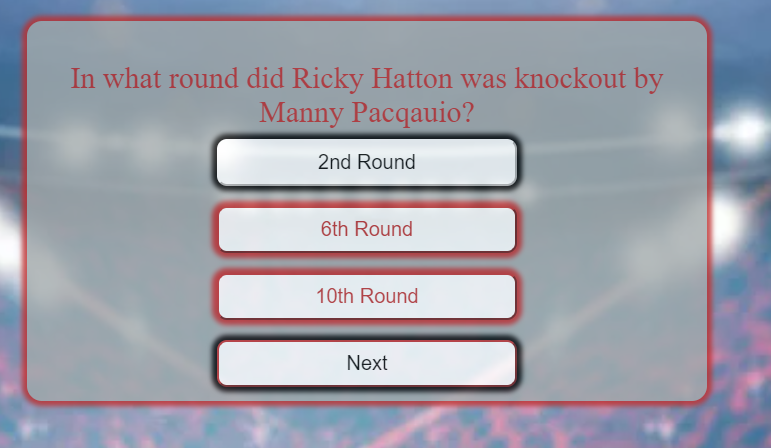 In what round did Ricky Hatton was knockout by
Manny Pacqauio?
2nd Round
6th Round
10th Round
Next